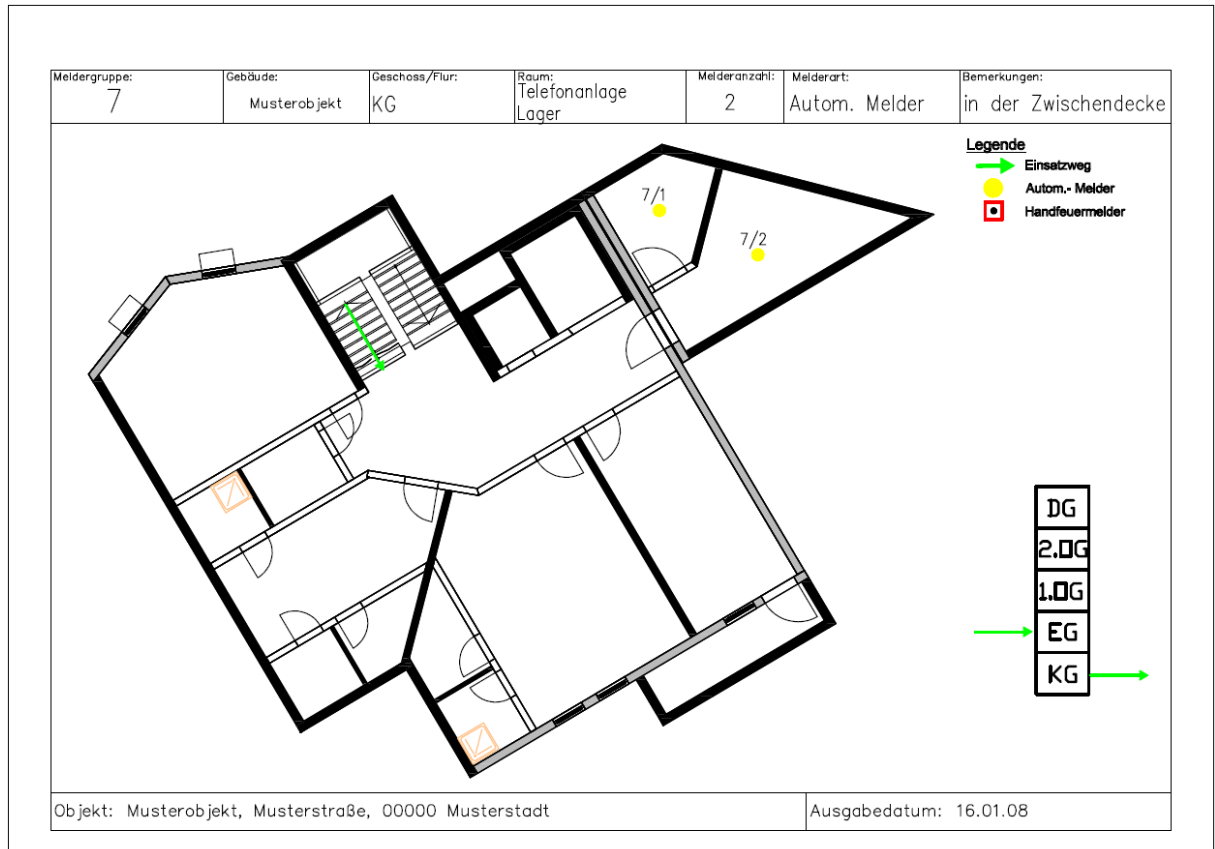 Meldergruppe:
7
Gebäude:
Musterobjekt
Geschoss/Flur:
KG
Raum:
Telefonanlage
Lager
Melderanzahl:
2
Melderart:
Autom. Melder
Bemerkungen:
in der Zwischendecke
Legende
Einsatzweg
Autom.- Melder
Handfeuermelder
7/1
7/2
DG
2.OG
1.OG
EG
KG
Objekt: Musterobjekt, Musterstraße, 00000 Musterstadt
Ausgabedatum: 16.01.08